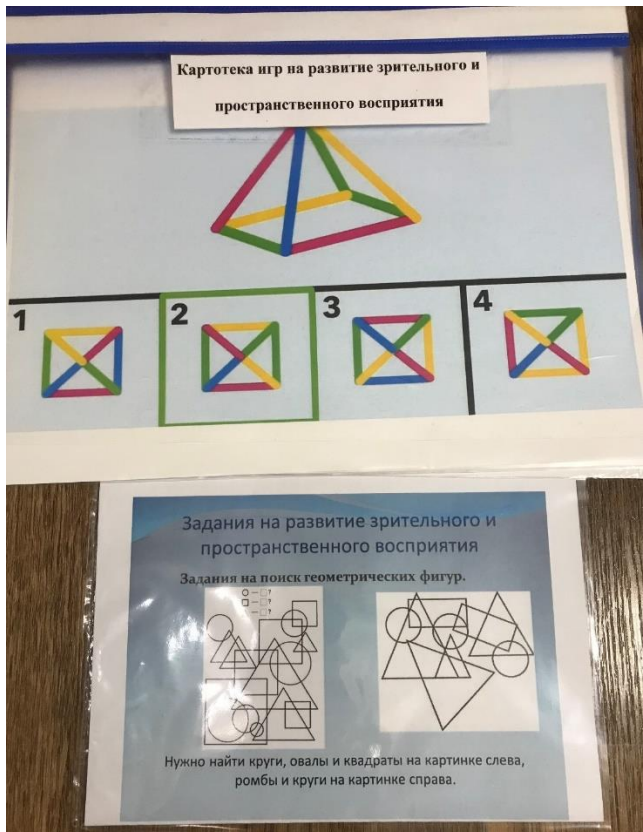 Картотека игр на развитие зрительного и
пространственного восприятия
1
2
3
4
Задания на развитие зрительного и
пространственного восприятия
Задания на поиск геометрических фигур.
— ?
— ?
— ?
Нужно найти круги, овалы и квадраты на картинке слева,
ромбы и круги на картинке справа.